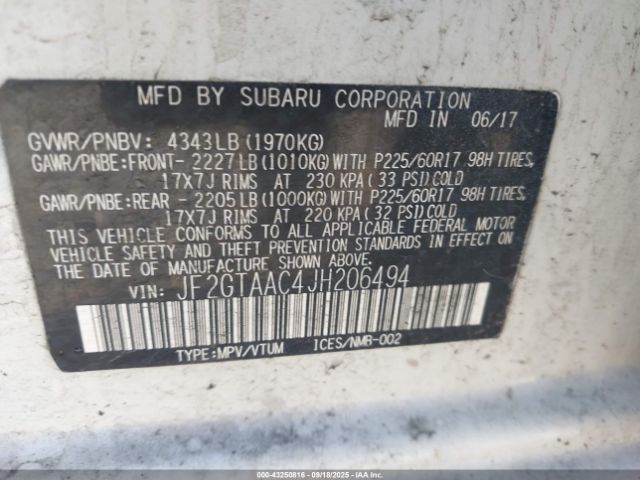 MFD BY SUBARU CORPORATION
MFD IN 06/17
GVWR/PNBV: 4343LB (1970KG)
GAWR/PNBE:FRONT- 2227LB(1010KG)WITH P225/60R17 98H TIRES,
17X7J RIMS AT 230 KPA (33 PSI)COLD
GAWR/PNBE:REAR - 2205LB(1000KG)WITH P225/60R17 98H TIRES,
17X7J RIMS AT 220 KPA (32 PSI)COLD
THIS VEHICLE CONFORMS TO ALL APPLICABLE FEDERAL MOTOR
VEHICLE SAFETY AND THEFT PREVENTION STANDARDS IN EFFECT ON
THE DATE OF MANUFACTURE SHOWN ABOVE.
VIN: JF2GTAAC4JH206494
TYPE:MPV/VTUM ICES/NMB-002
000-43250816 - 09/18/2025 - IAAI.COM